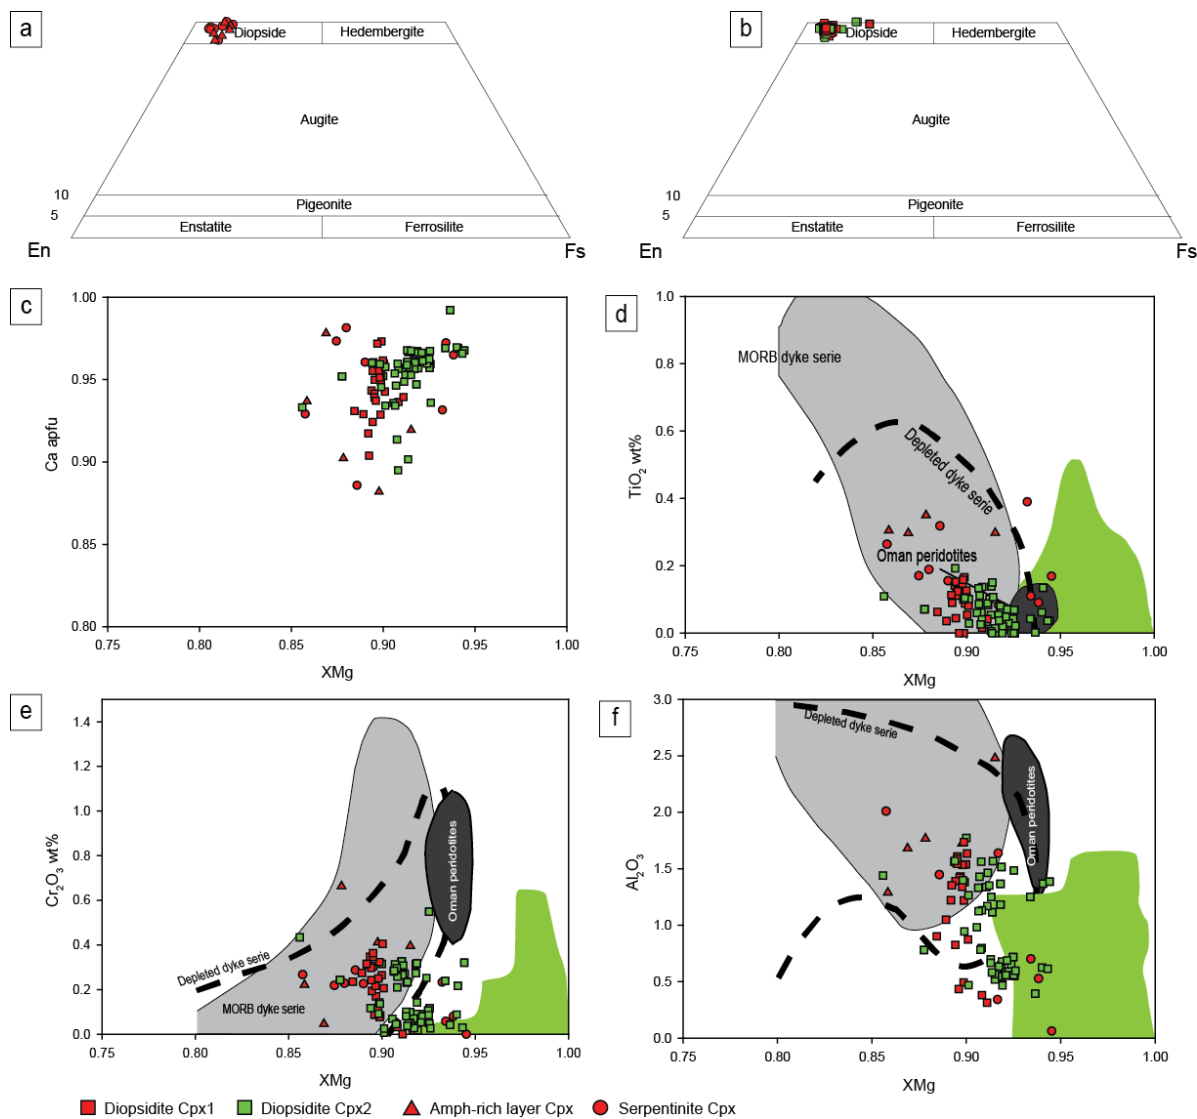 a
Diopside
Hedembergite
Augite
10
Pigeonite
5
Enstatite
Ferrosilite
En
Fs
b
Diopside
Hedembergite
Augite
10
Pigeonite
5
Enstatite
Ferrosilite
En
Fs
c
1.00
0.95
0.90
0.85
0.80
Ca apfu
0.75
0.80
0.85
0.90
0.95
1.00
XMg
d
1.0
0.8
0.6
0.4
0.2
0.0
TiO2 wt%
MORB dyke serie
Depleted dyke serie
Oman peridotites
0.75
0.80
0.85
0.90
0.95
1.00
XMg
e
1.4
1.2
1.0
0.8
0.6
0.4
0.2
0.0
Cr2O3 wt%
Depleted dyke serie
MORB dyke serie
Oman peridotites
0.75
0.80
0.85
0.90
0.95
1.00
XMg
f
3.0
2.5
2.0
1.5
1.0
0.5
0.0
Al2O3
Depleted dyke serie
Oman peridotites
0.75
0.80
0.85
0.90
0.95
1.00
XMg
Diopsidite Cpx1
Diopsidite Cpx2
Amph-rich layer Cpx
Serpentinite Cpx